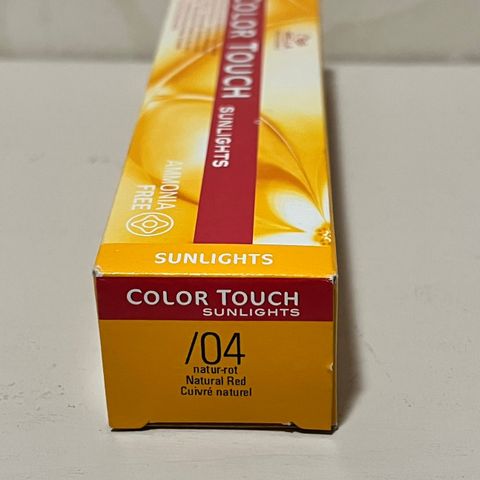 COLOR TOUCH
SUNLIGHTS
AMMONIA
FREE
SUNLIGHTS
COLOR TOUCH
SUNLIGHTS
/04
natur-rot
Natural Red
Cuivré naturel